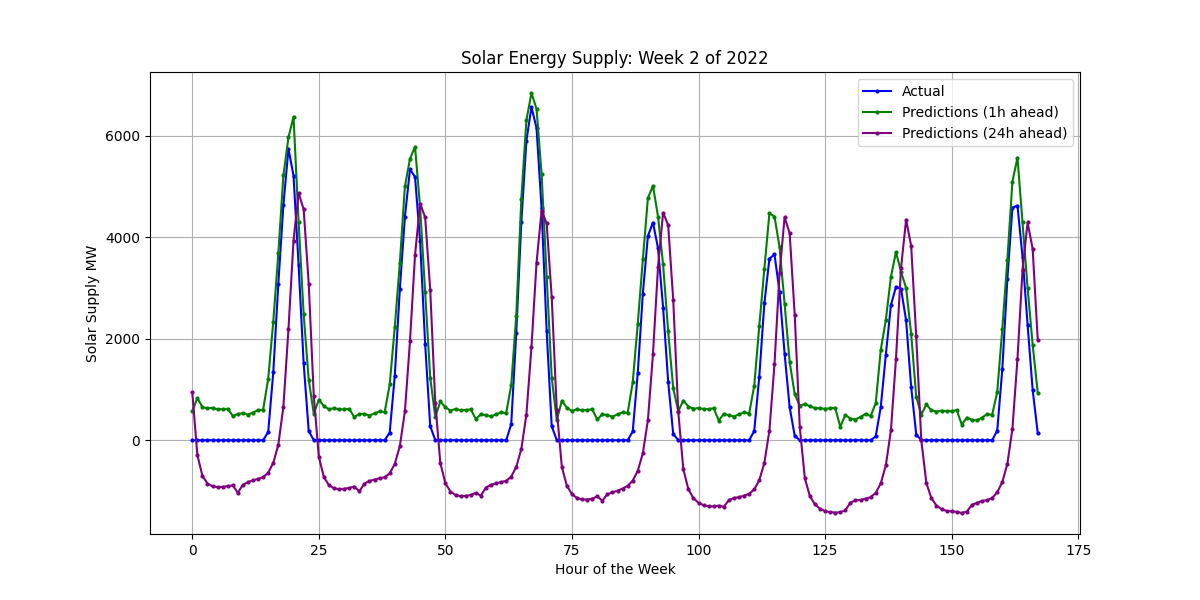 Solar Energy Supply: Week 2 of 2022
Actual
Predictions (1h ahead)
Predictions (24h ahead)
6000
4000
2000
0
Solar Supply MW
0 25 50 75 100 125 150 175
Hour of the Week